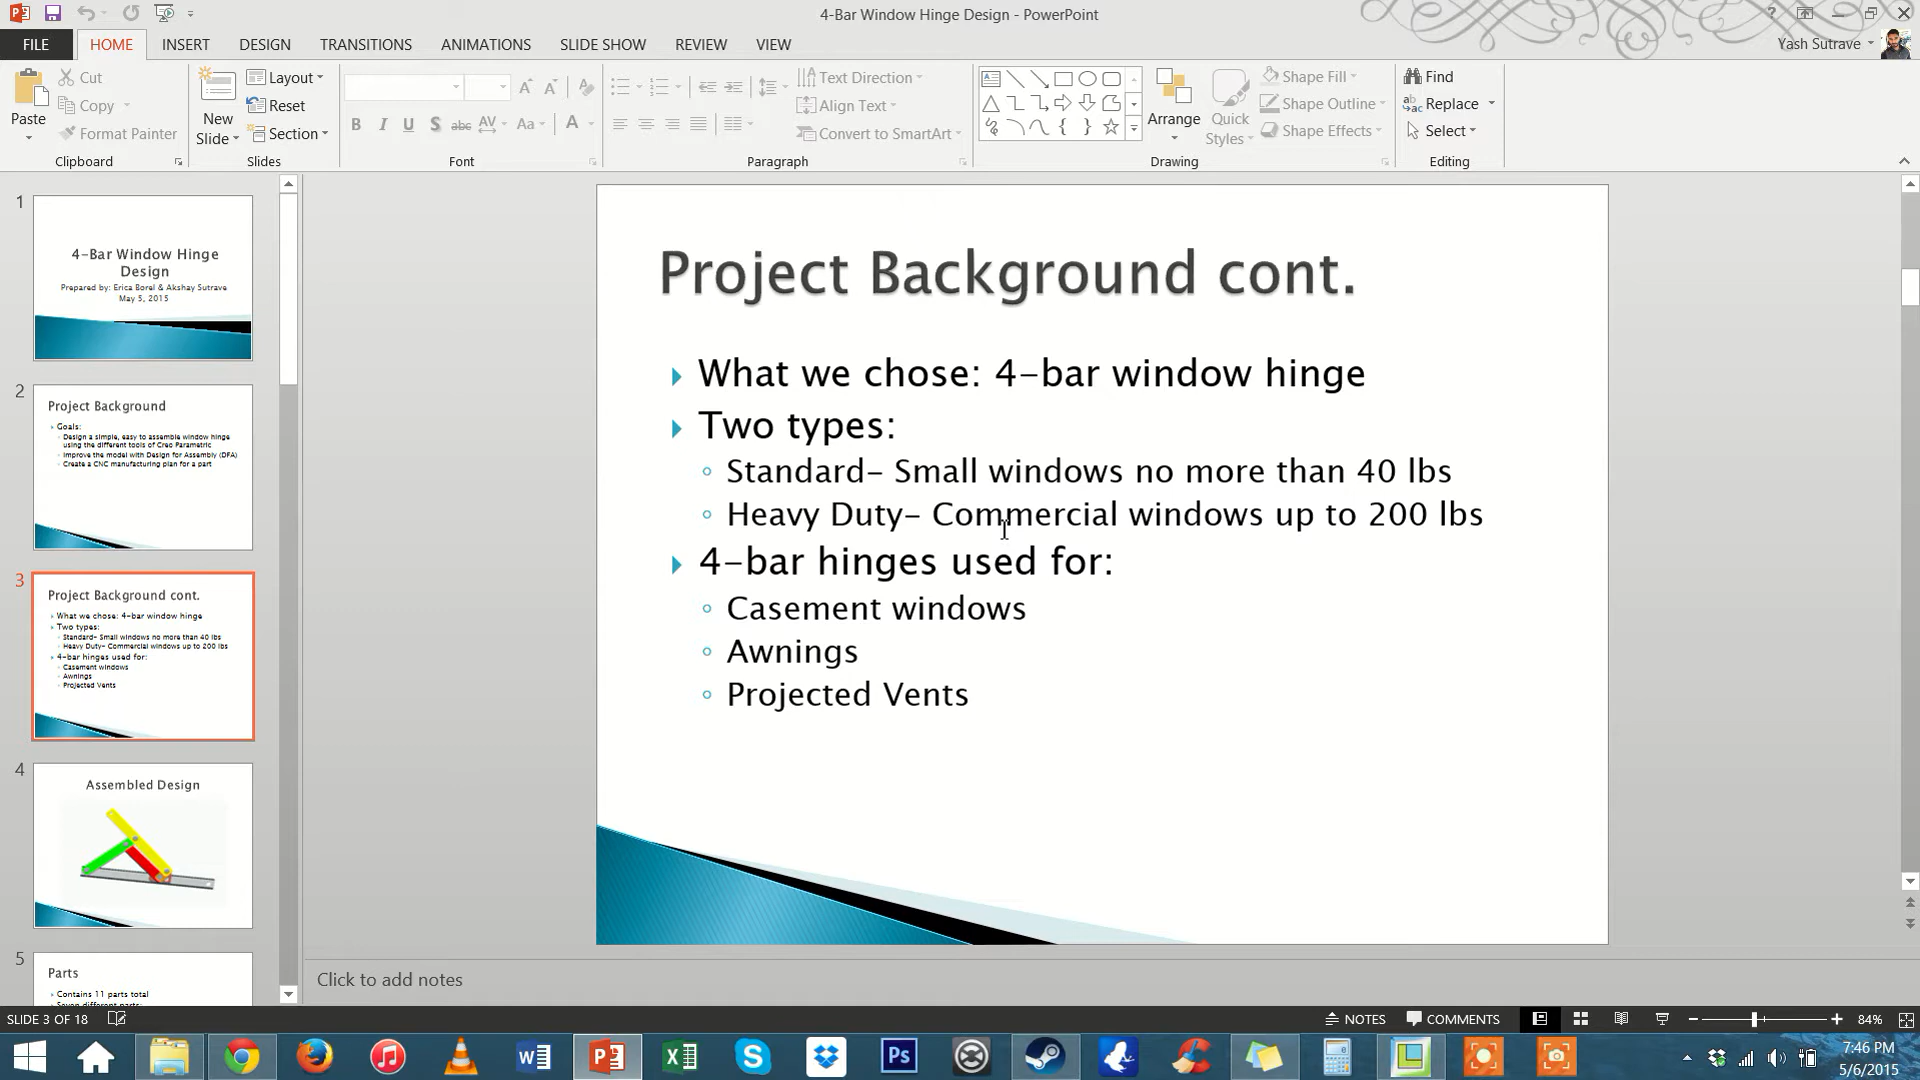 4-Bar Window Hinge Design - PowerPoint
FILE HOME INSERT DESIGN TRANSITIONS ANIMATIONS SLIDE SHOW REVIEW VIEW Yash Sutrave
Paste
Cut
Copy
Format Painter
Clipboard
New
Slide
Layout
Reset
Section
Slides
B I U S abc AV Aa A
Font
Text Direction
Align Text
Convert to SmartArt
Paragraph
Arrange
Quick
Styles
Shape Fill
Shape Outline
Shape Effects
Drawing
Find
Replace
Select
Editing
1
4-Bar Window Hinge
Design
Prepared by: Erica Borel & Akshay Sutrave
May 5, 2015
2
Project Background
Goals:
Design a simple, easy to assemble window hinge
using the different tools of Creo Parametric
Improve the model with Design for Assembly (DFA)
Create a CNC manufacturing plan for a part
3
Project Background cont.
What we chose: 4-bar window hinge
Two types:
Standard- Small windows no more than 40 lbs
Heavy Duty- Commercial windows up to 200 lbs
4-bar hinges used for:
Casement windows
Awnings
Projected Vents
4
Assembled Design
5
Parts
Contains 11 parts total
Seven different parts:
Project Background cont.
What we chose: 4-bar window hinge
Two types:
Standard- Small windows no more than 40 lbs
Heavy Duty- Commercial windows up to 200 lbs
4-bar hinges used for:
Casement windows
Awnings
Projected Vents
Click to add notes
SLIDE 3 OF 18 NOTES COMMENTS 84%
7:46 PM
5/6/2015